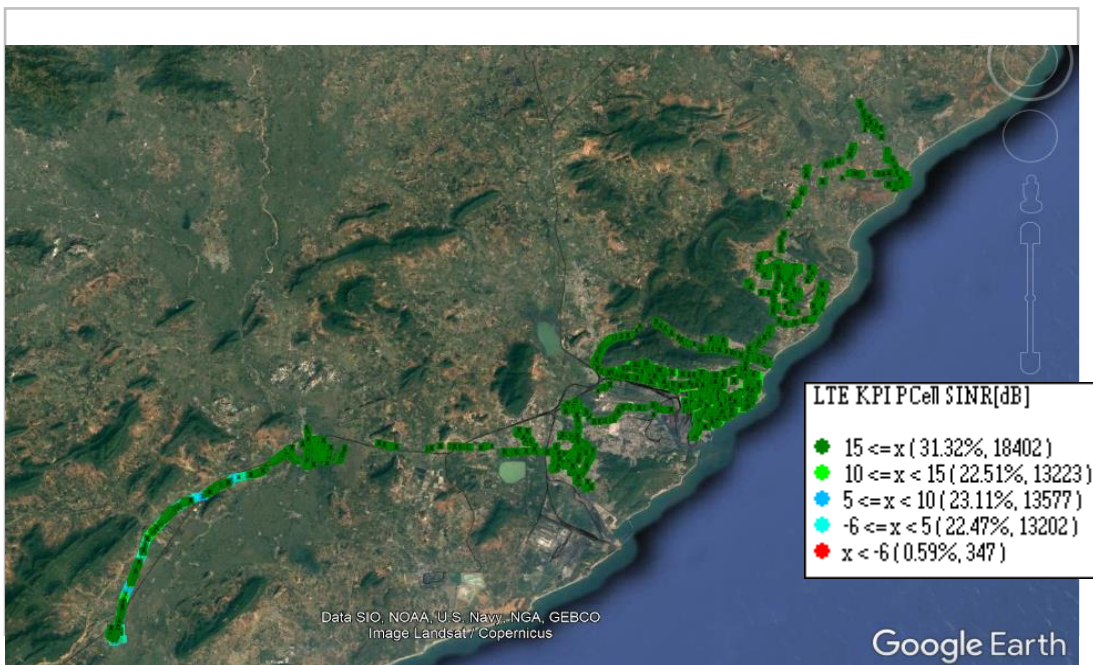 LTE KPI PCell SINR[dB]
15 <= x ( 31.32%, 18402)
10 <= x < 15 ( 22.51%, 13223)
5 <= x < 10 ( 23.11%, 13577)
-6 <= x < 5 ( 22.47%, 13202)
x < -6 ( 0.59%, 347)
Data SIO, NOAA, U.S. Navy, NGA, GEBCO
Image Landsat / Copernicus
Google Earth